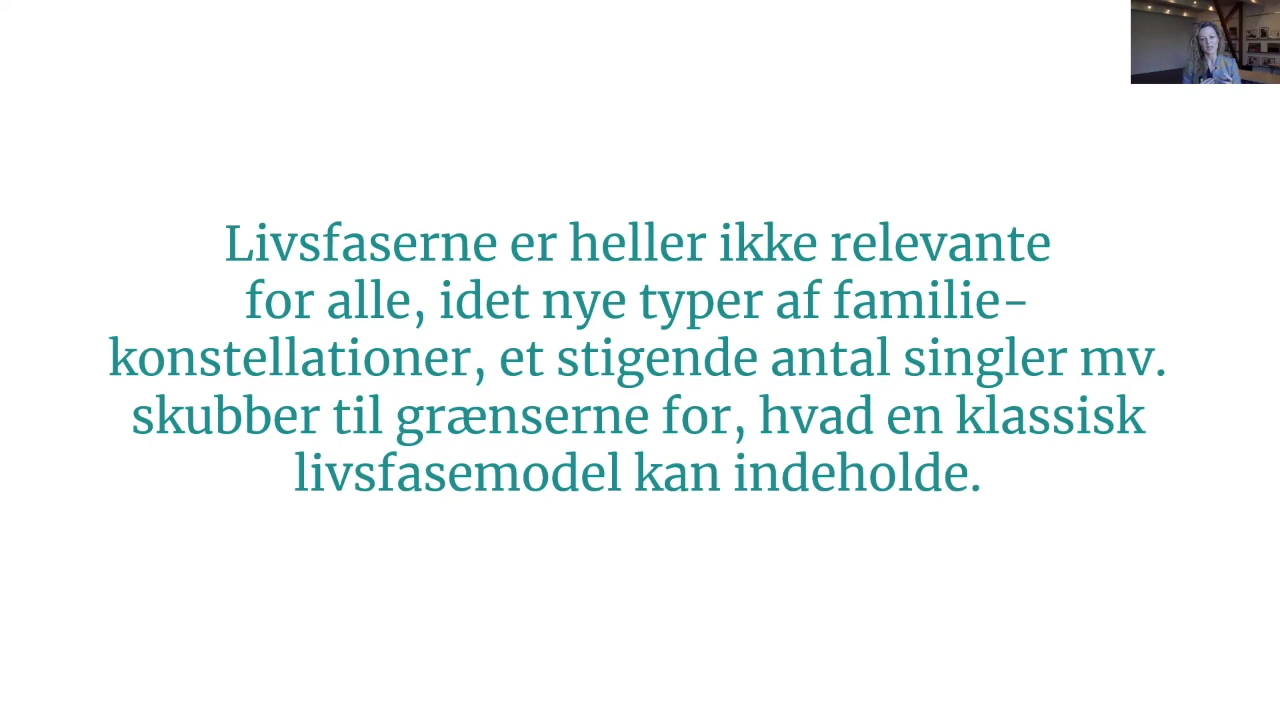 Livsfaserne er heller ikke relevante
for alle, idet nye typer af familie-
konstellationer, et stigende antal singler mv.
skubber til grænserne for, hvad en klassisk
livsfasemodel kan indeholde.